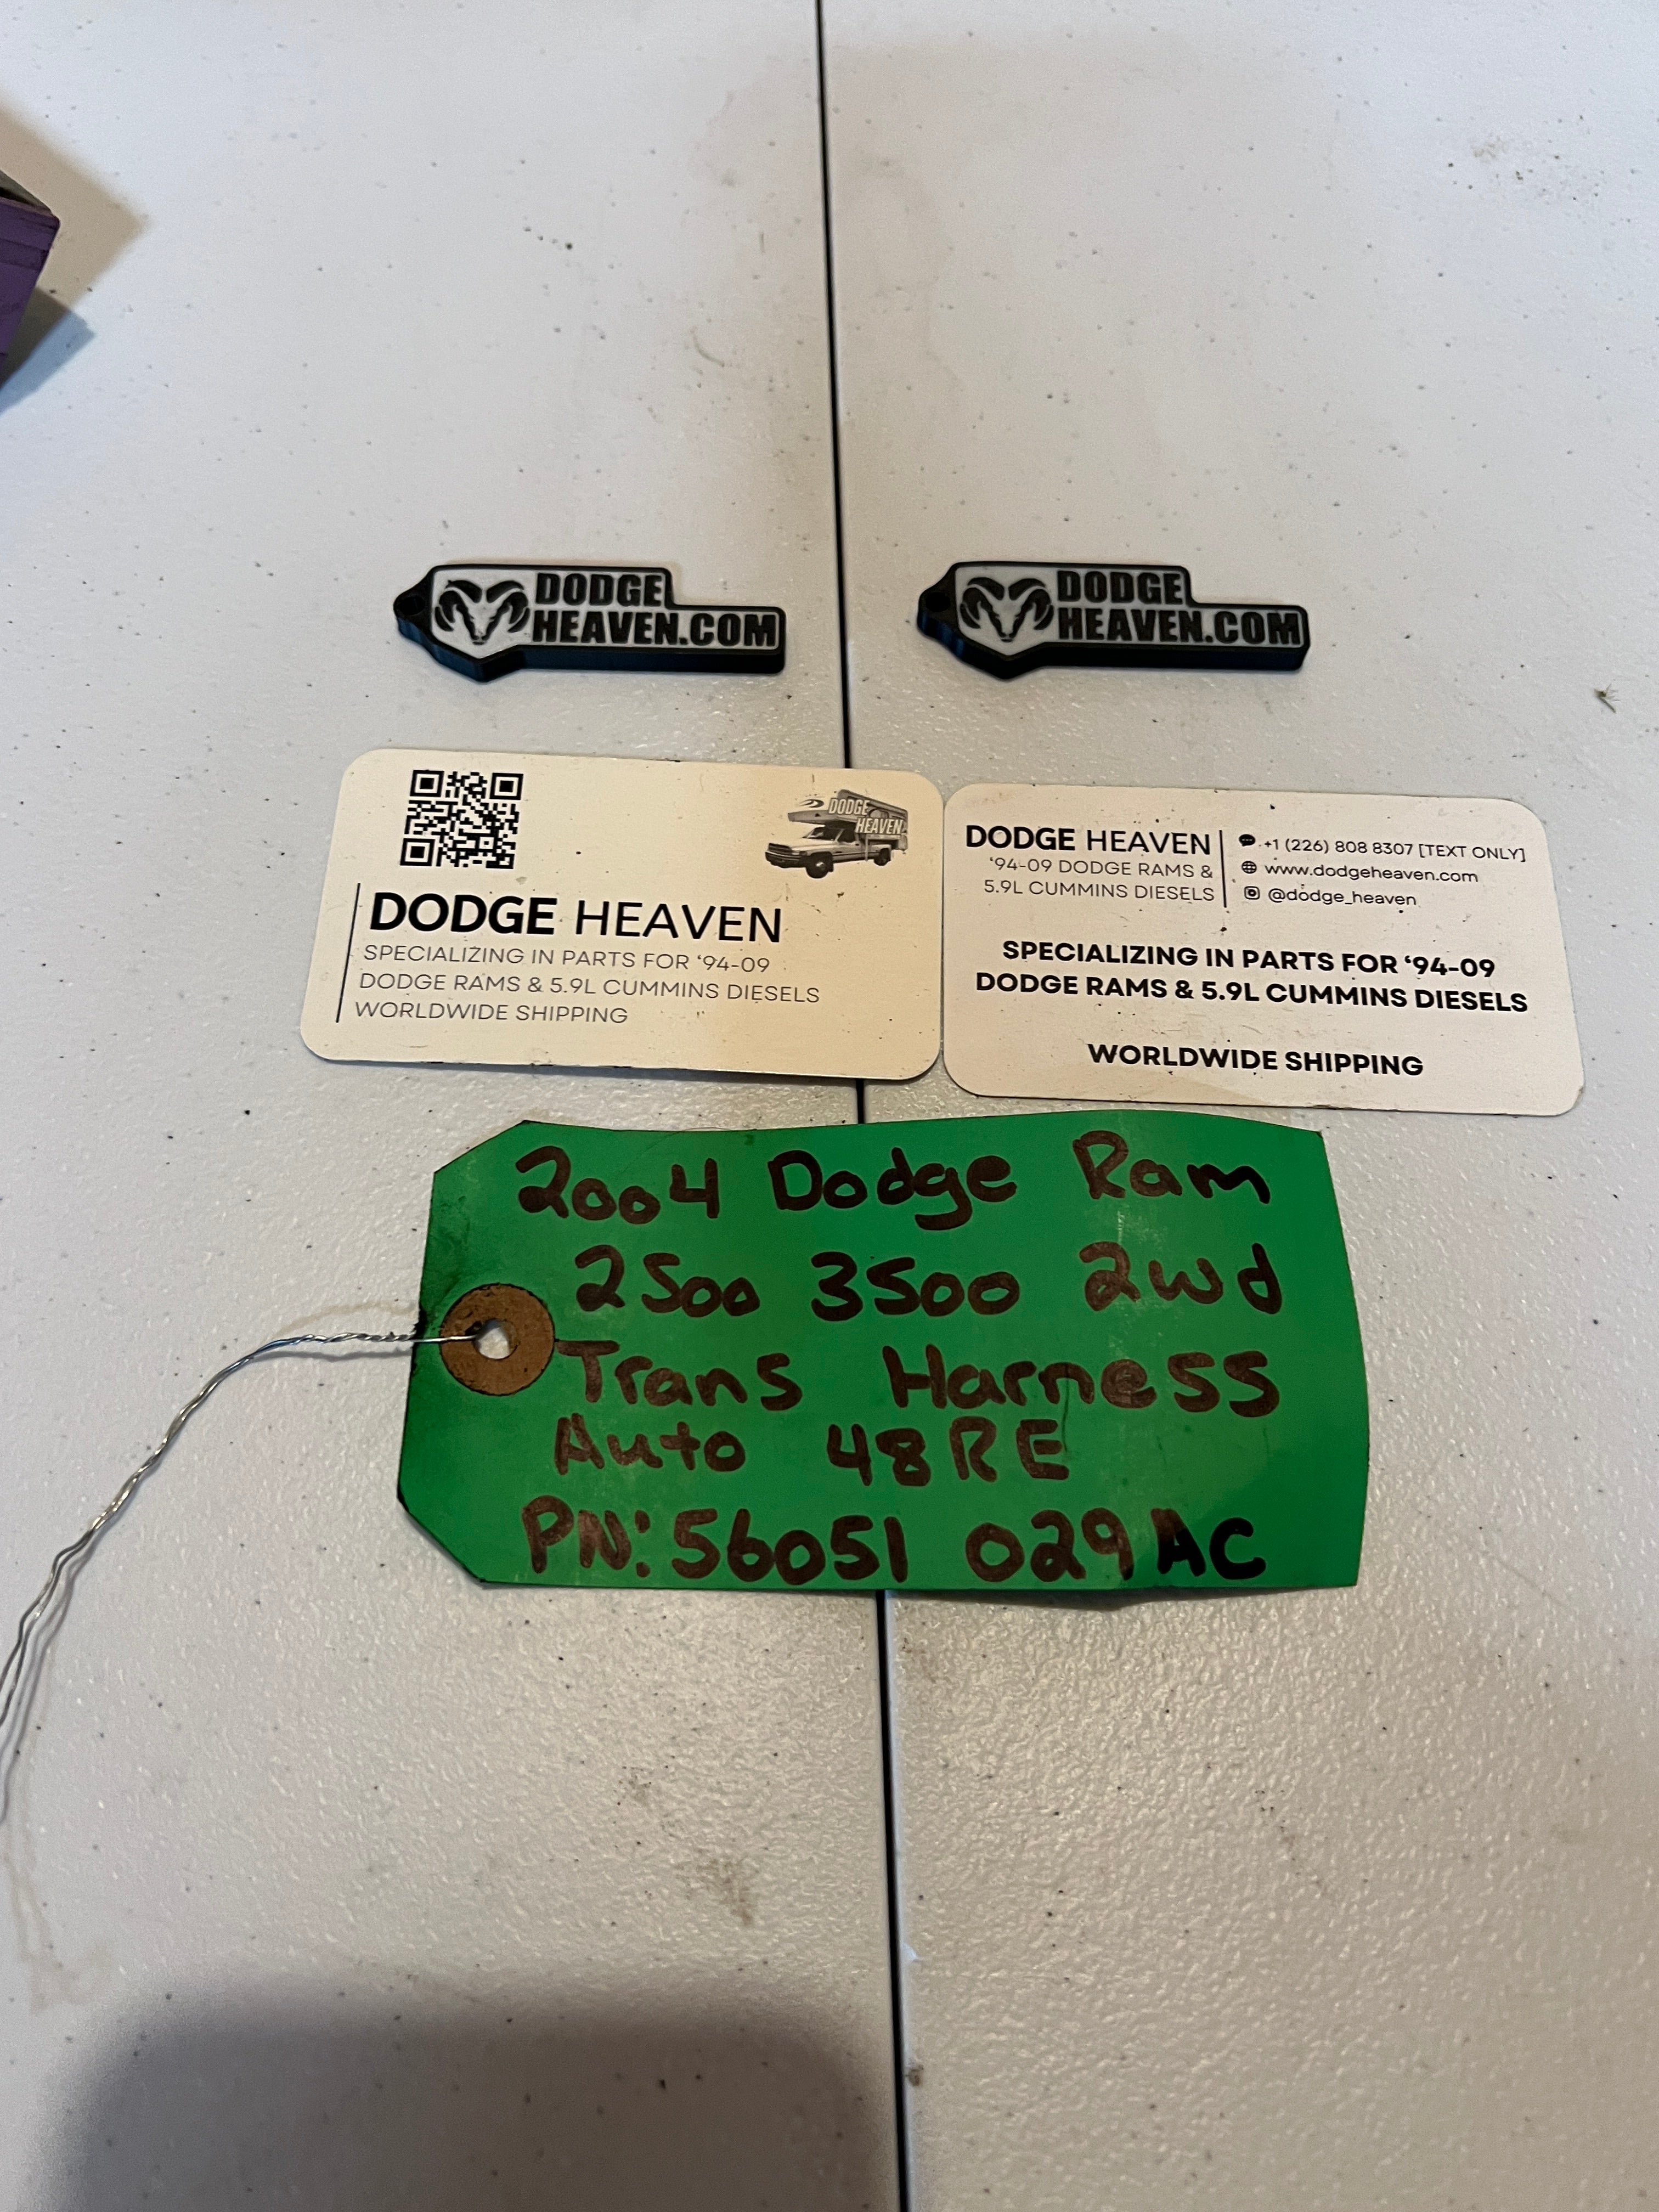 DODGE
HEAVEN.COM
DODGE
HEAVEN.COM
DODGE
HEAVEN
DODGE HEAVEN
SPECIALIZING IN PARTS FOR ‘94-09
DODGE RAMS & 5.9L CUMMINS DIESELS
WORLDWIDE SHIPPING
DODGE HEAVEN
‘94-09 DODGE RAMS &
5.9L CUMMINS DIESELS
+1 (226) 808 8307 [TEXT ONLY]
www.dodgeheaven.com
@dodge_heaven
SPECIALIZING IN PARTS FOR ‘94-09
DODGE RAMS & 5.9L CUMMINS DIESELS
WORLDWIDE SHIPPING
2004 Dodge Ram
2500 3500 2wd
Trans Harness
Auto 48RE
PN: 56051 029AC